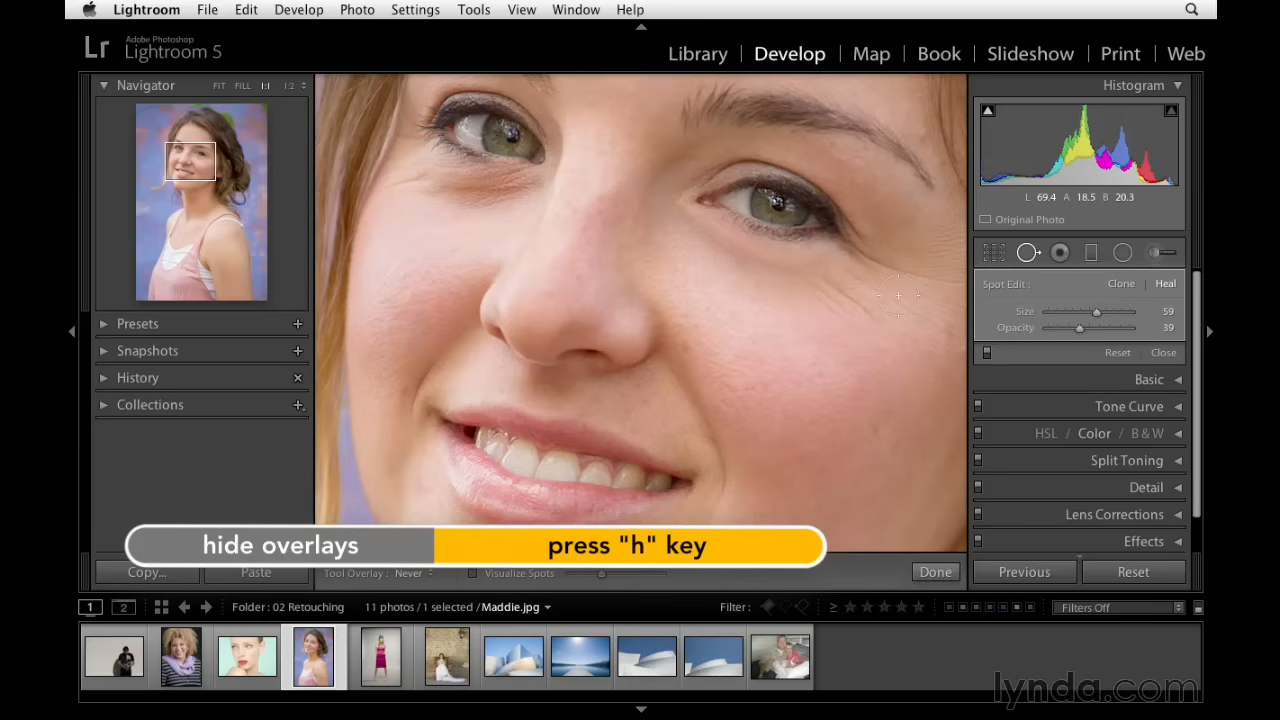 Lightroom File Edit Develop Photo Settings Tools View Window Help
Lr Adobe Photoshop
Lightroom 5
Library | Develop | Map | Book | Slideshow | Print | Web
Navigator FIT FILL 1:1 1:2
Histogram
L 69.4 A 18.5 B 20.3
Original Photo
Spot Edit : Clone | Heal
Size 59
Opacity 39
Reset Close
Presets
Snapshots
History
Collections
Basic
Tone Curve
HSL / Color / B & W
Split Toning
Detail
Lens Corrections
Effects
hide overlays press "h" key
Copy... Paste Tool Overlay : Never Visualize Spots Done Previous Reset
1 2 Folder : 02 Retouching 11 photos / 1 selected / Maddie.jpg Filter : ≥ Filters Off
lynda.com